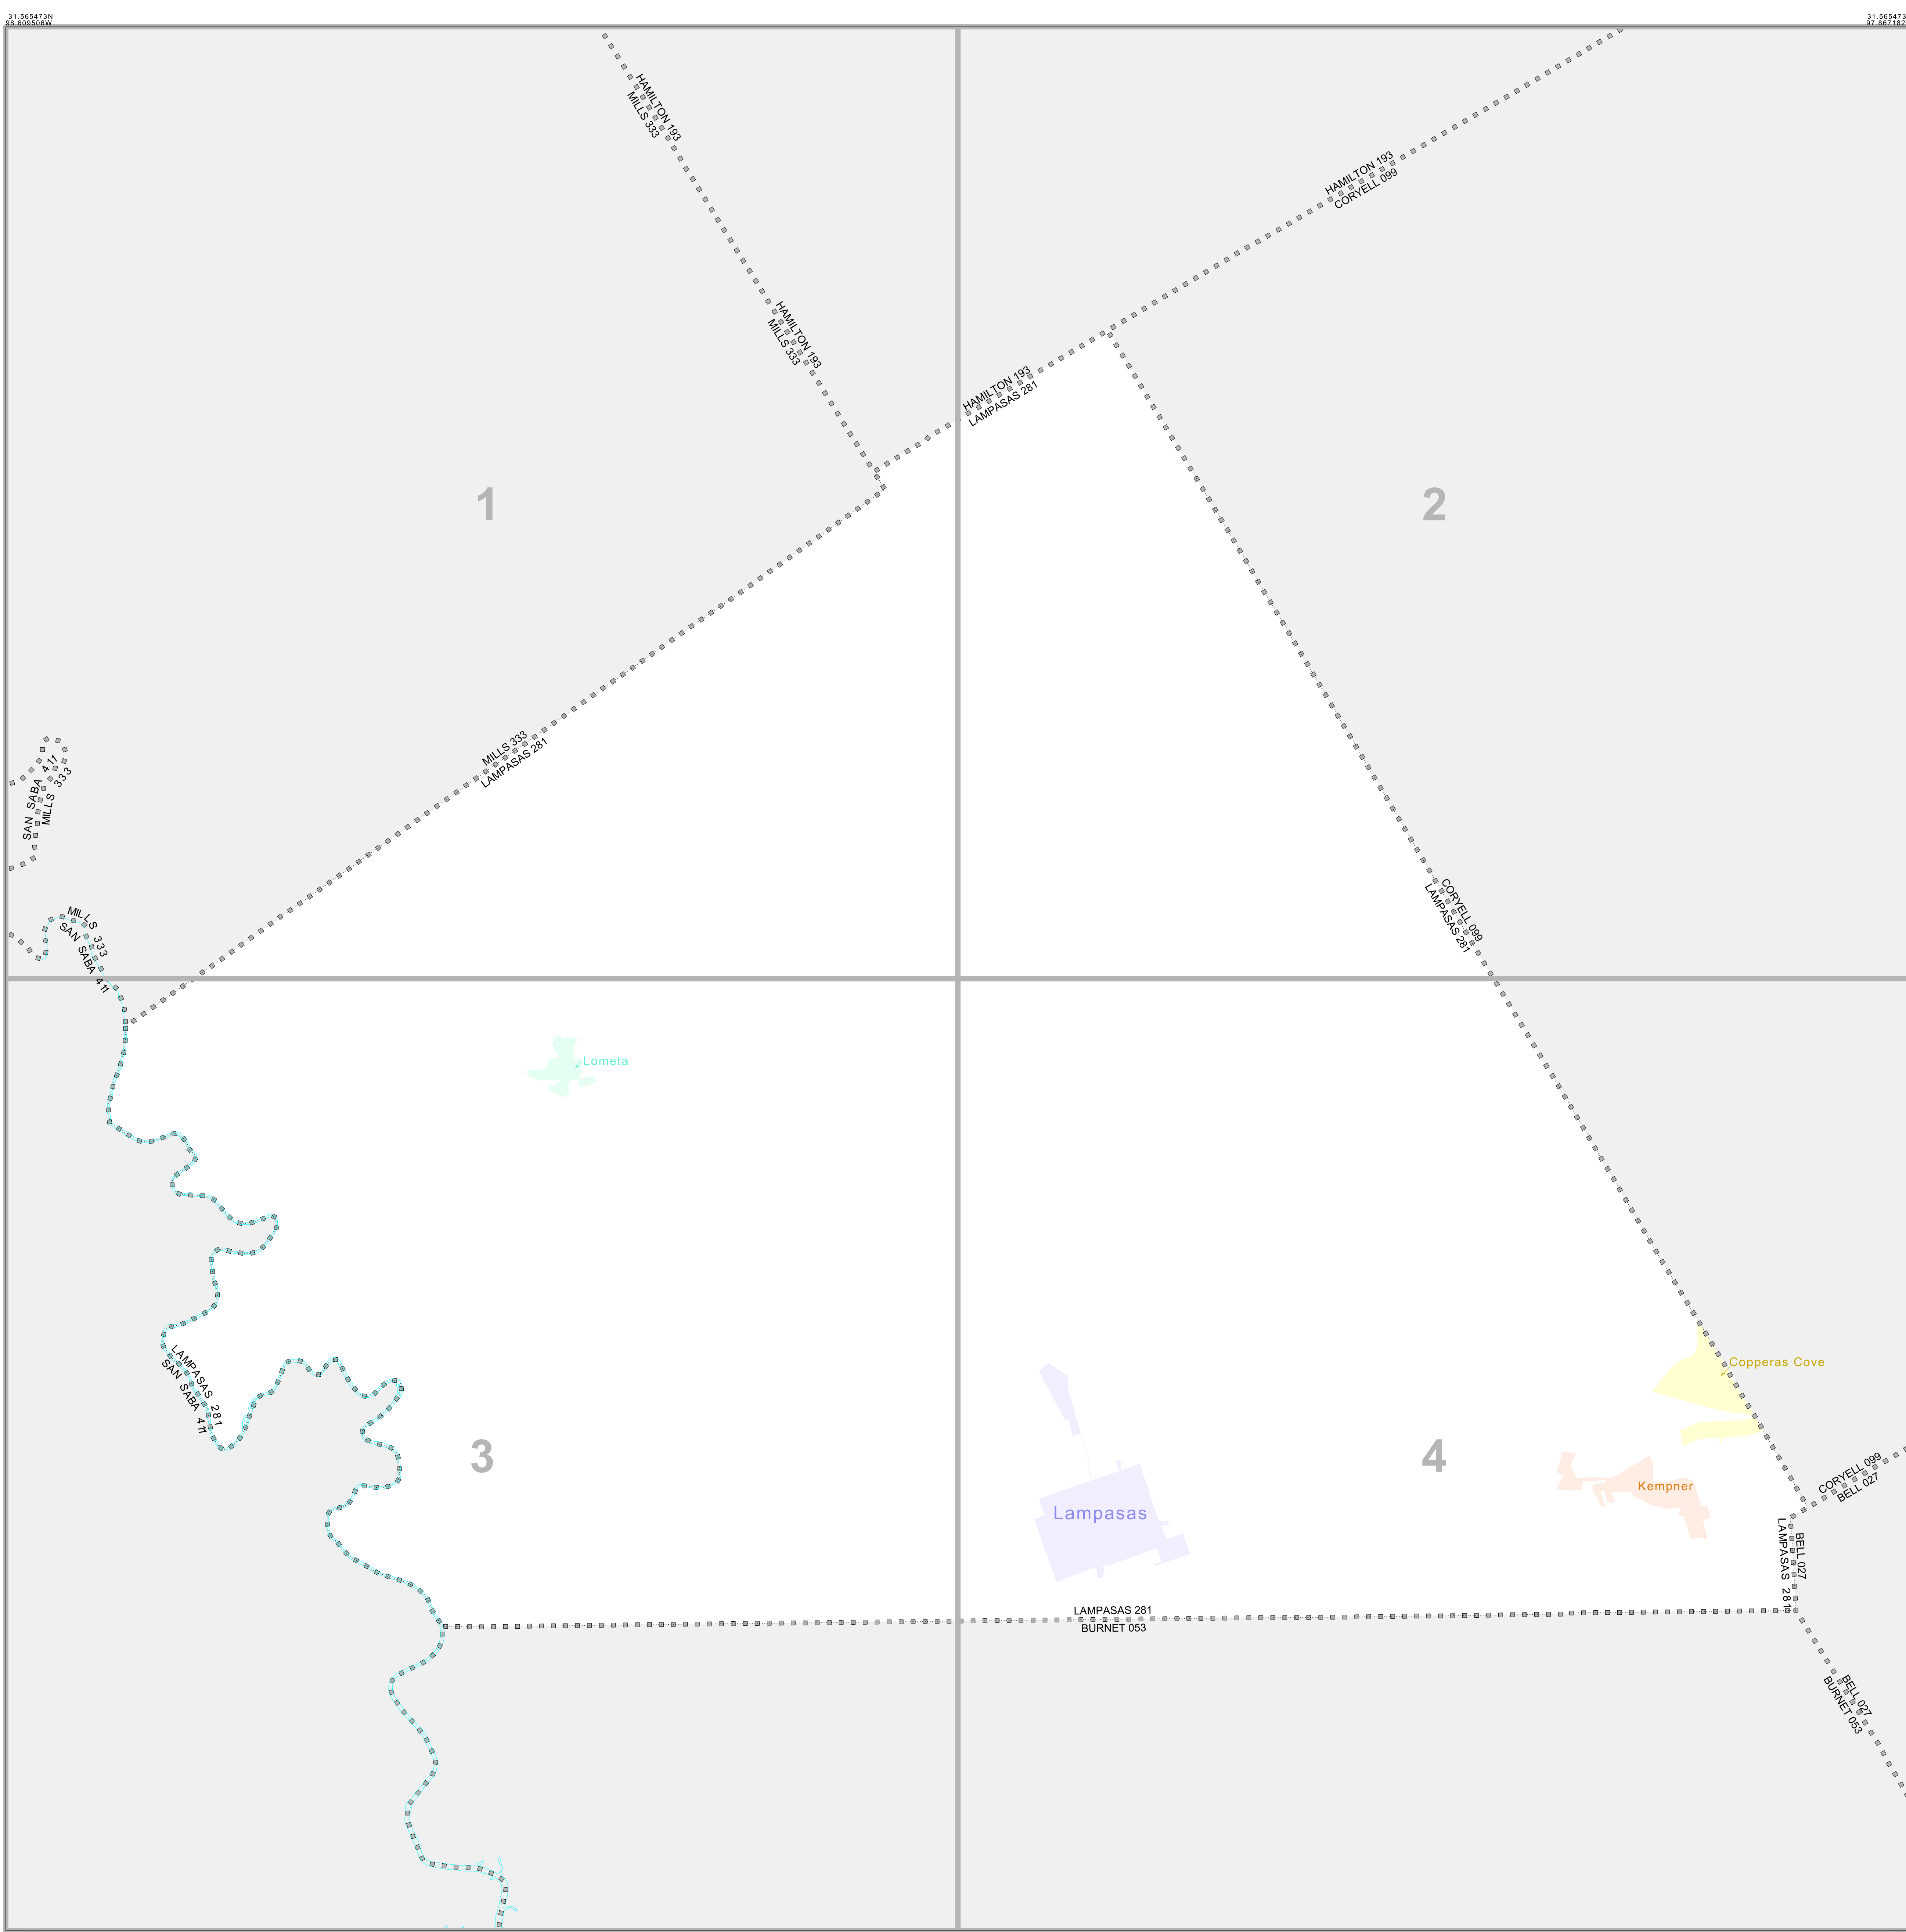 31.565473N
98.609506W
31.565473
97.867182
HAMILTON 193
MILLS 333
HAMILTON 193
CORYELL 099
HAMILTON 193
MILLS 333
HAMILTON 193
LAMPASAS 281
1
2
MILLS 333
LAMPASAS 281
SAN SABA 411
MILLS 333
MILLS 333
SAN SABA 411
CORYELL 099
LAMPASAS 281
Lometa
LAMPASAS 281
SAN SABA 411
Copperas Cove
3
4
CORYELL 099
BELL 027
Kempner
Lampasas
BELL 027
LAMPASAS 281
LAMPASAS 281
BURNET 053
BELL 027
BURNET 053